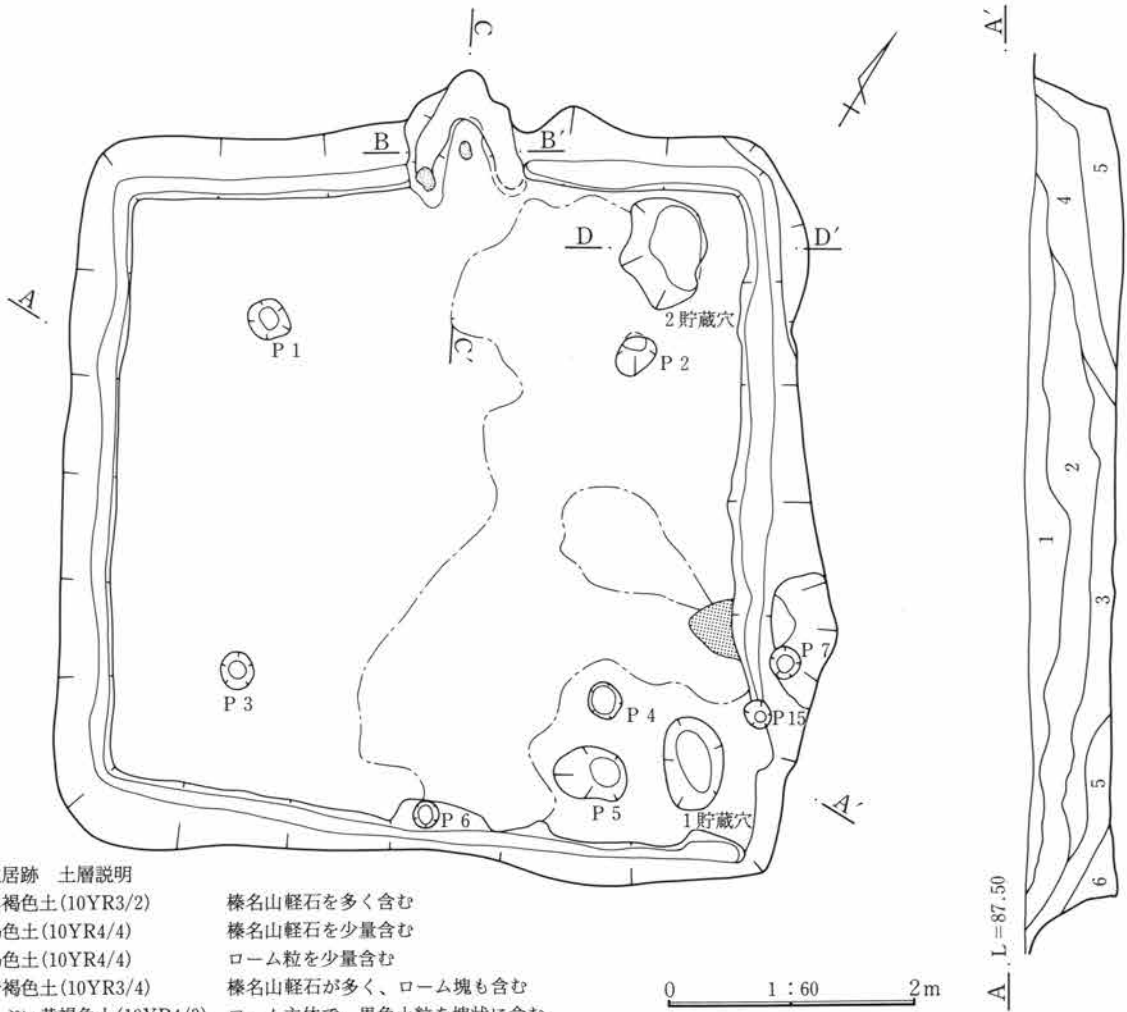 C
A'
B
B'
5
4
D
D'
A
2貯蔵穴
P 1
C'
P 2
2
1
3
P 7
P 3
P 4
P15
5
P 5
A'
P 6
1貯蔵穴
6
居跡 土層説明
褐色土(10YR3/2) 榛名山軽石を多く含む
色土(10YR4/4) 榛名山軽石を少量含む
色土(10YR4/4) ローム粒を少量含む
褐色土(10YR3/4) 榛名山軽石が多く、ローム塊も含む
0 1:60 2m
A L=87.50